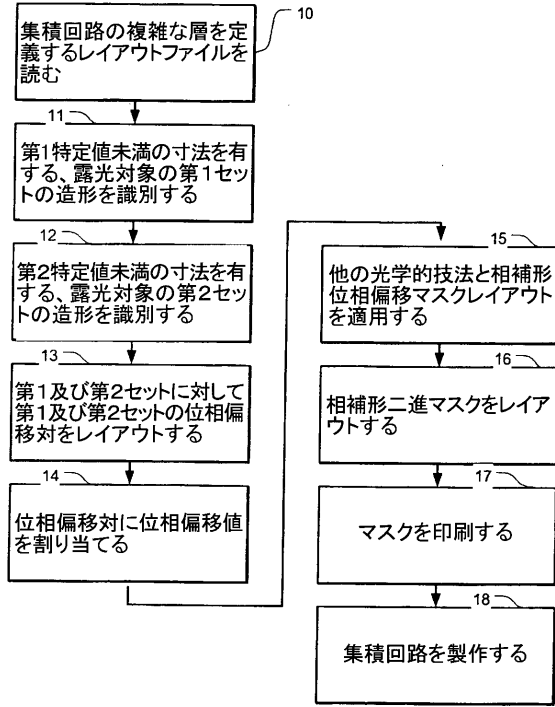 10
集積回路の複雑な層を定
義するレイアウトファイルを
読む
11
第1特定値未満の寸法を有
する、露光対象の第1セット
の造形を識別する
12
第2特定値未満の寸法を有
する、露光対象の第2セッ
トの造形を識別する
13
第1及び第2セットに対して
第1及び第2セットの位相偏
移対をレイアウトする
14
位相偏移対に位相偏移値
を割り当てる
15
他の光学的技法と相補形
位相偏移マスクレイアウト
を適用する
16
相補形二進マスクをレイア
ウトする
17
マスクを印刷する
18
集積回路を製作する